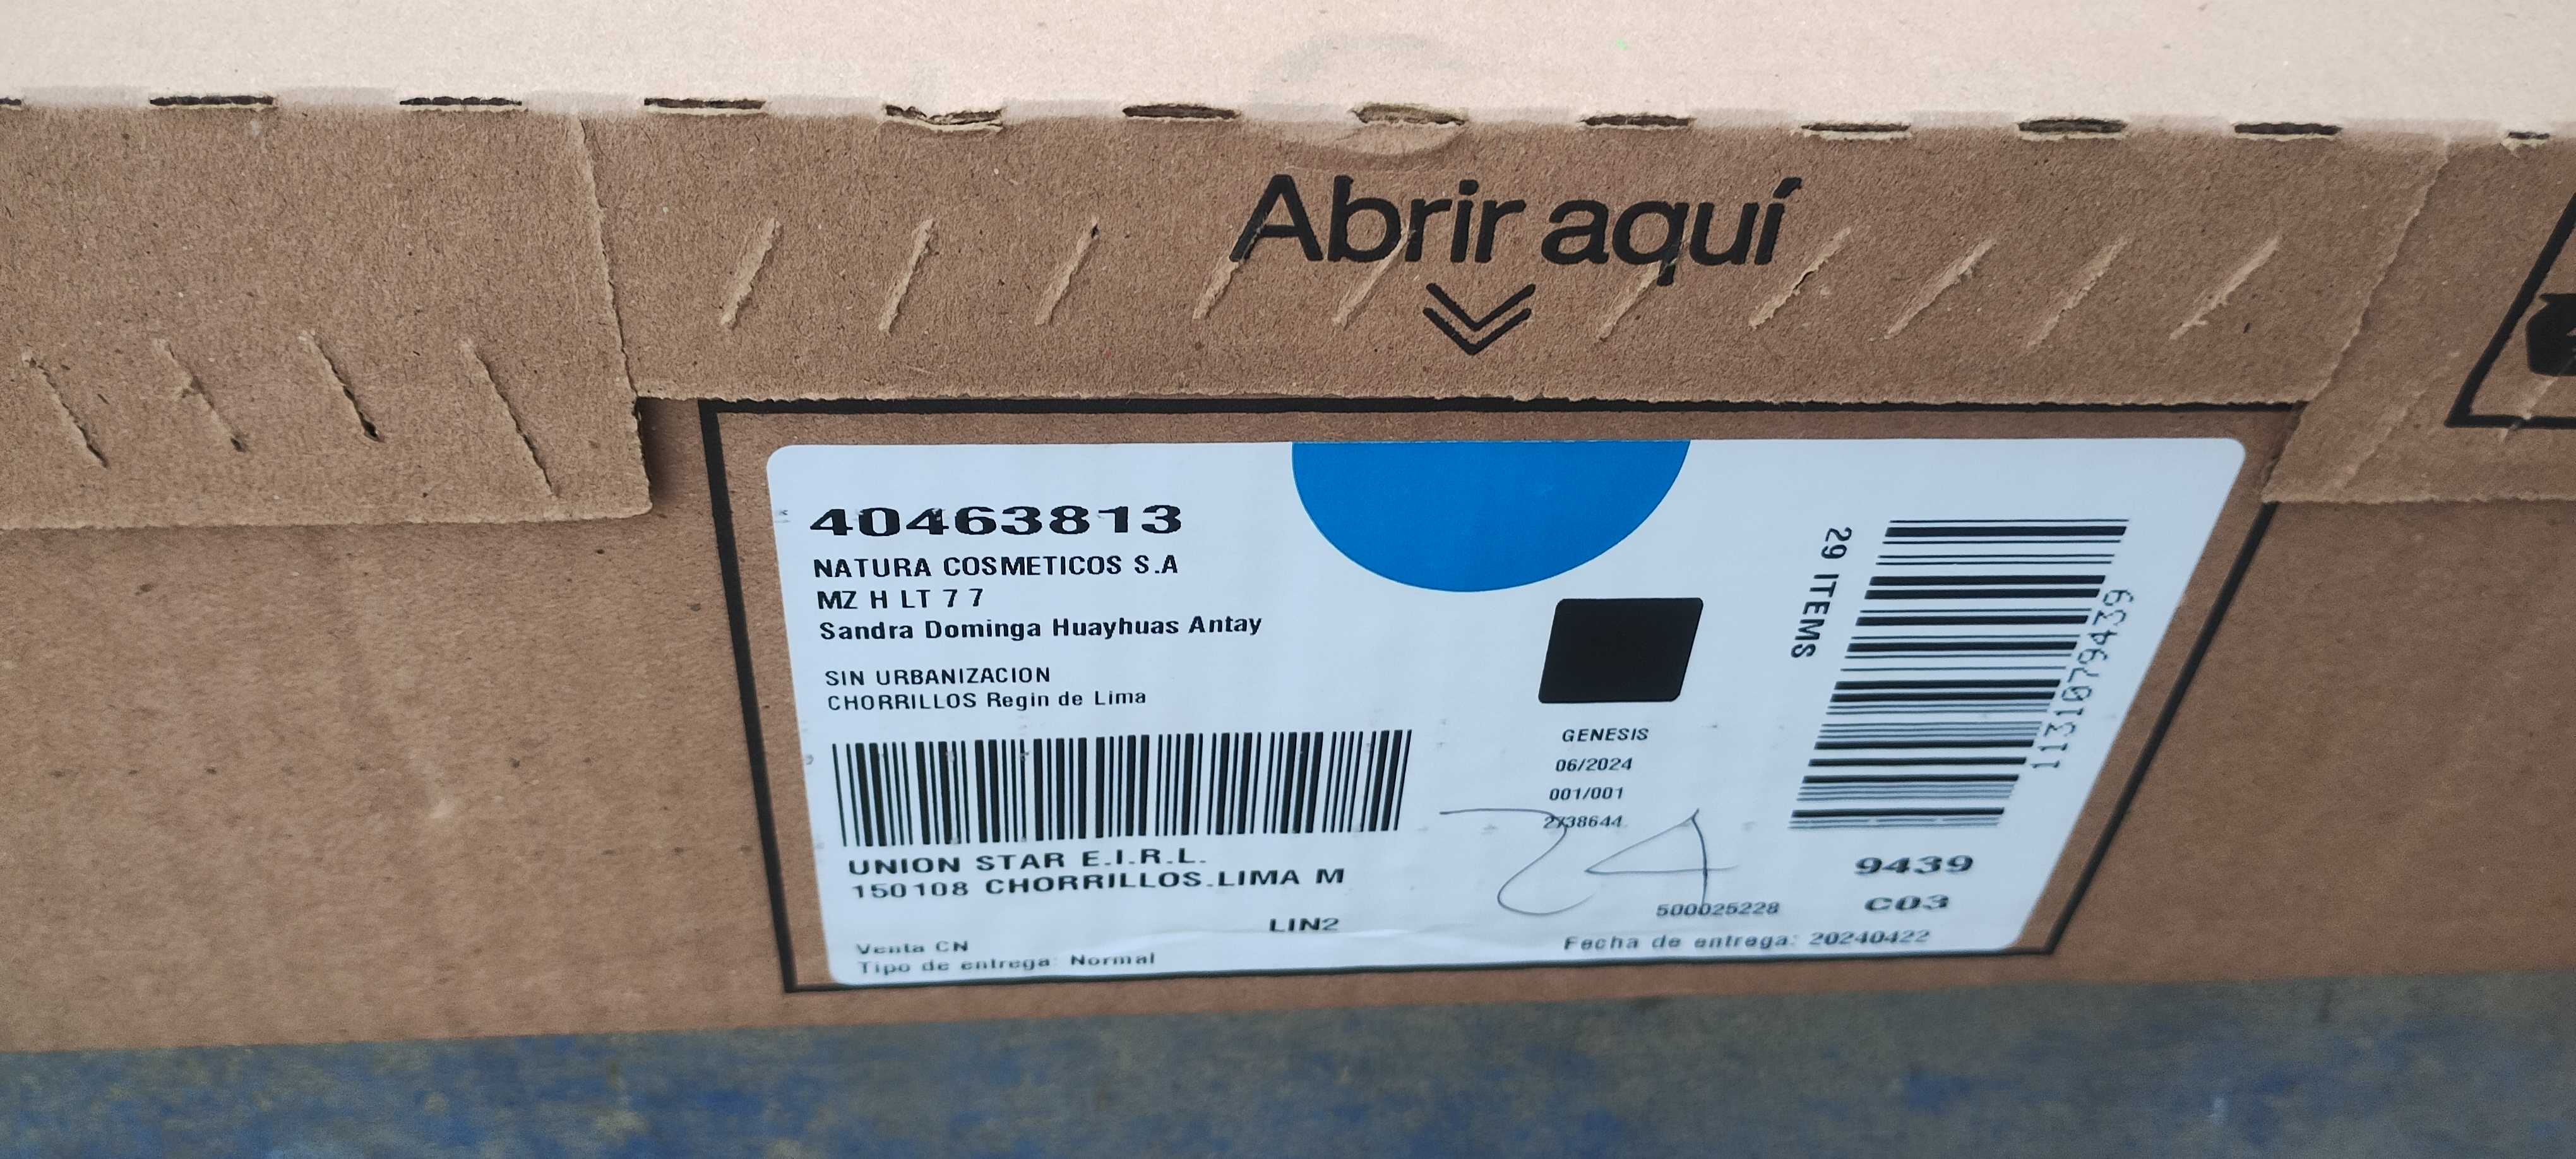 Abrir aquí
40463813
NATURA COSMETICOS S.A
MZ H LT 7 7
Sandra Dominga Huayhuas Antay
SIN URBANIZACION
CHORRILLOS Regin de Lima
UNION STAR E.I.R.L.
150108 CHORRILLOS.LIMA M
LIN2
Venta CN
Tipo de entrega: Normal
GENESIS
06/2024
001/001
2738644
24
500025228
Fecha de entrega: 20240422
29 ITEMS
1131079439
9439
C03